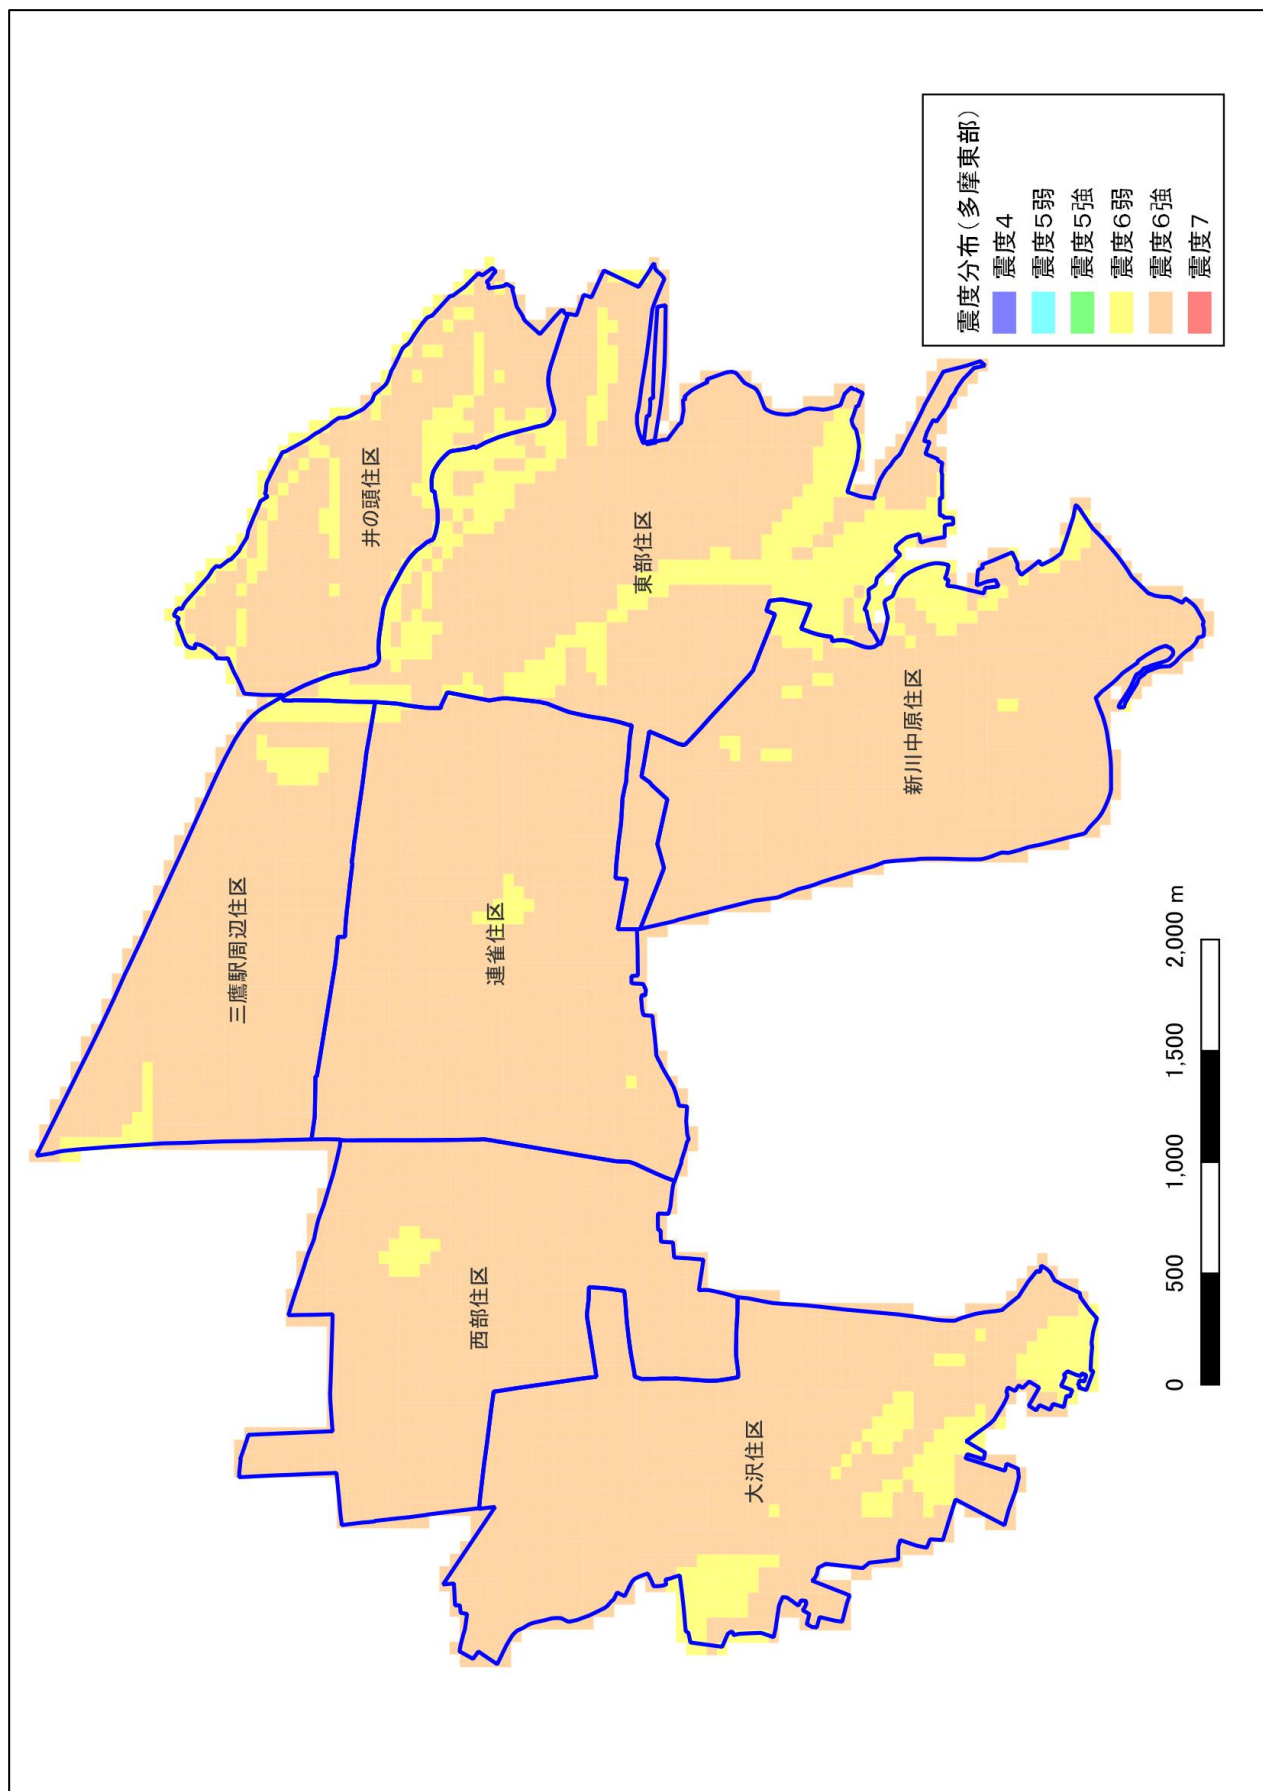 三鷹駅周辺住区
井の頭住区
西部住区
連雀住区
東部住区
大沢住区
新川中原住区
震度分布(多摩東部)
震度4
震度5弱
震度5強
震度6弱
震度6強
震度7
0 500 1,000 1,500 2,000 m